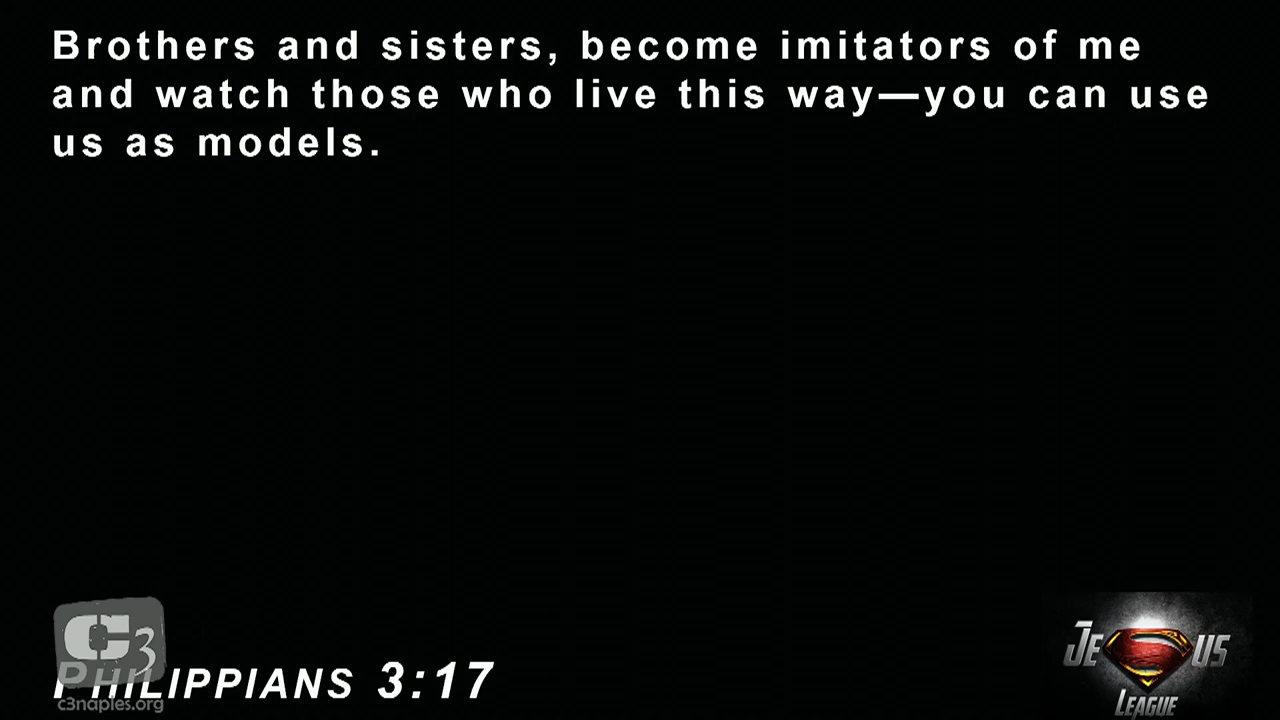 Brothers and sisters, become imitators of me
and watch those who live this way—you can use
us as models.
C3
PHILIPPIANS 3:17
c3naples.org
JESUS
LEAGUE